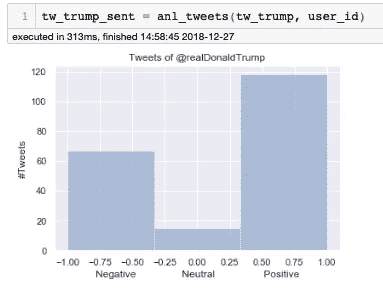 1 tw_trump_sent = anl_tweets(tw_trump, user_id)
executed in 313ms, finished 14:58:45 2018-12-27
Tweets of @realDonaldTrump
120
100
80
60
40
20
0
#Tweets
−1.00 −0.75 −0.50 −0.25 0.00 0.25 0.50 0.75 1.00
Negative Neutral Positive